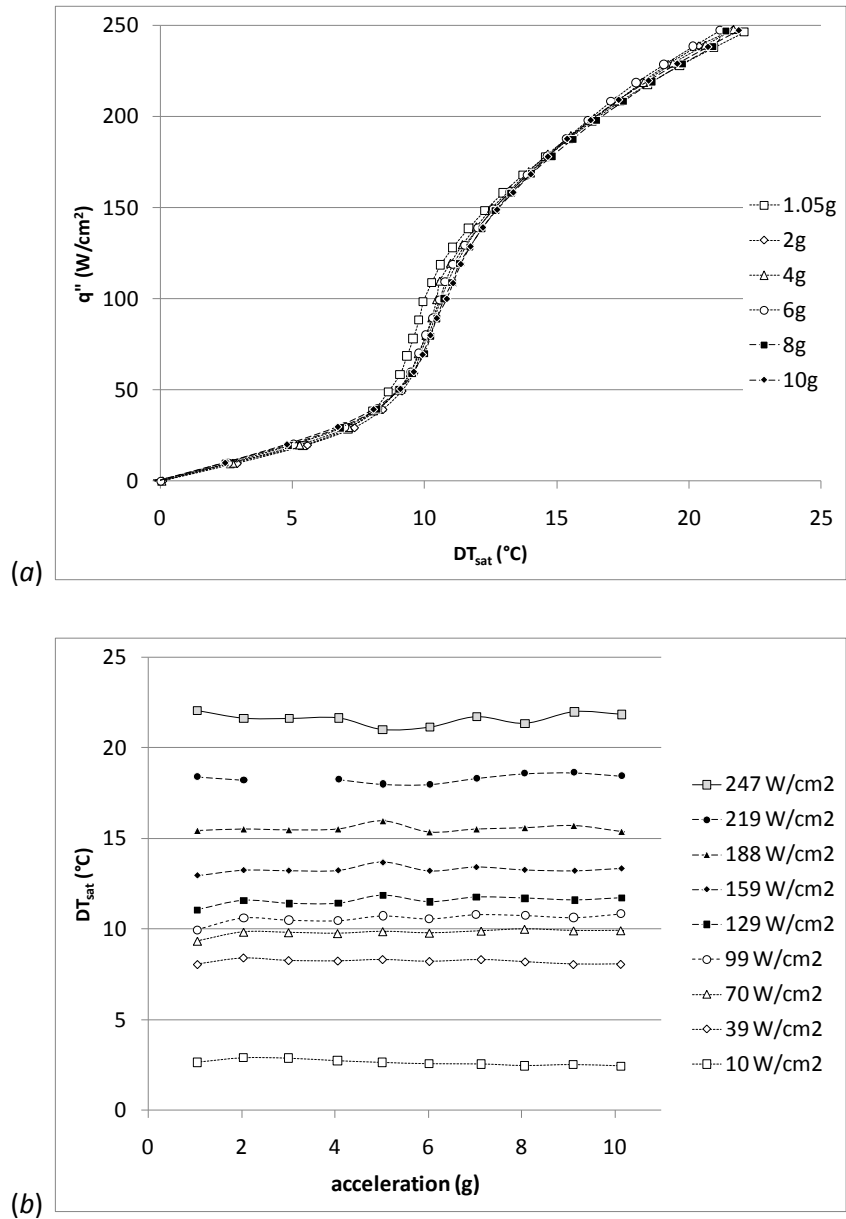 250
200
150
100
50
0
q" (W/cm²)
0 5 10 15 20 25
DTsat (°C)
1.05g
2g
4g
6g
8g
10g
(a)
25
20
15
10
5
0
DTsat (°C)
0 2 4 6 8 10
acceleration (g)
247 W/cm2
219 W/cm2
188 W/cm2
159 W/cm2
129 W/cm2
99 W/cm2
70 W/cm2
39 W/cm2
10 W/cm2
(b)